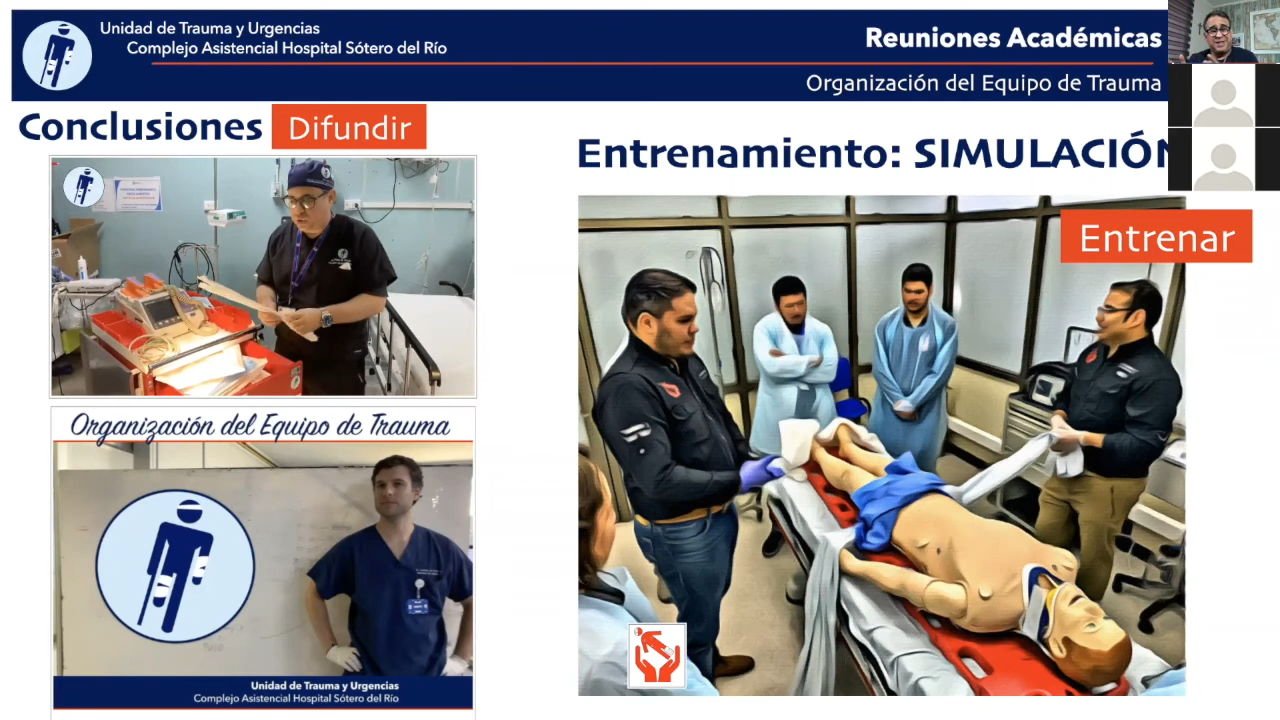 Unidad de Trauma y Urgencias
Complejo Asistencial Hospital Sótero del Río
Reuniones Académicas
Organización del Equipo de Trauma
Conclusiones
Difundir
Entrenamiento: SIMULACIÓN
Entrenar
Organización del Equipo de Trauma
Unidad de Trauma y Urgencias
Complejo Asistencial Hospital Sótero del Río